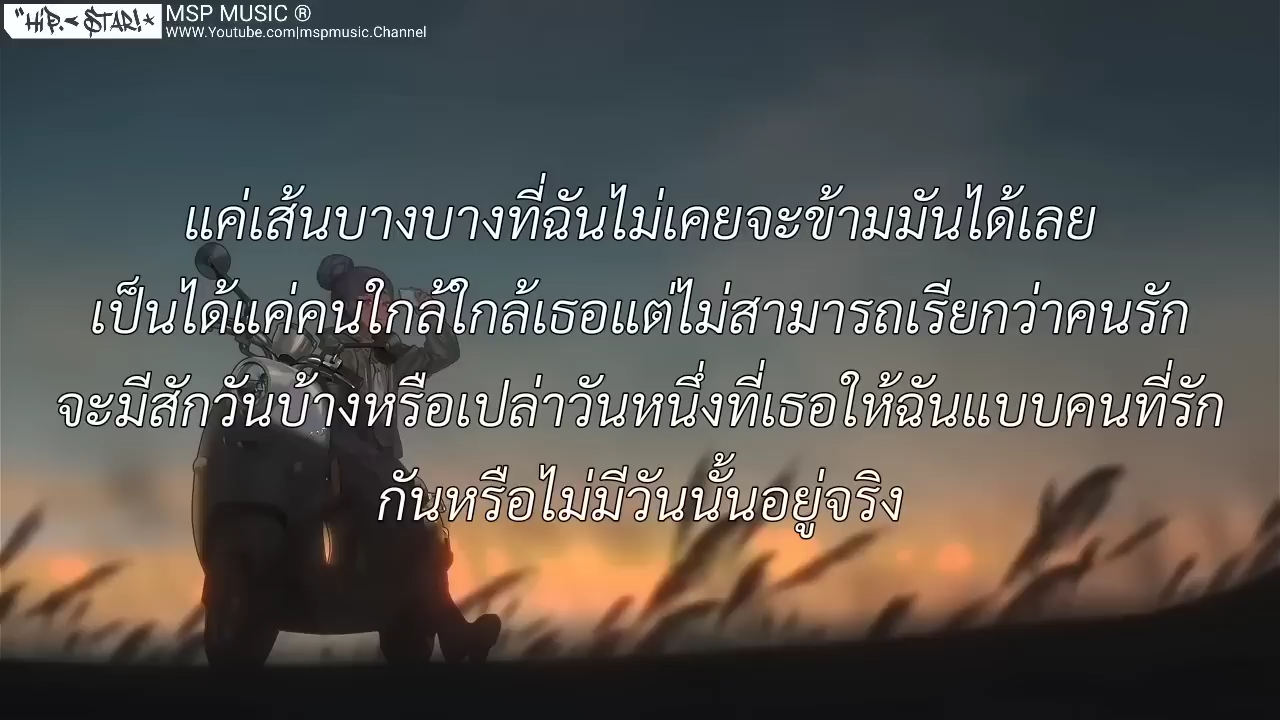 "HIP.< STAR!*
MSP MUSIC ®
www.Youtube.com|mspmusic.Channel
แค่เส้นบางบางที่ฉันไม่เคยจะข้ามมันได้เลย
เป็นได้แค่คนใกล้ใกล้เธอแต่ไม่สามารถเรียกว่าคนรัก
จะมีสักวันบ้างหรือเปล่าวันหนึ่งที่เธอให้ฉันแบบคนที่รัก
กันหรือไม่มีวันนั้นอยู่จริง